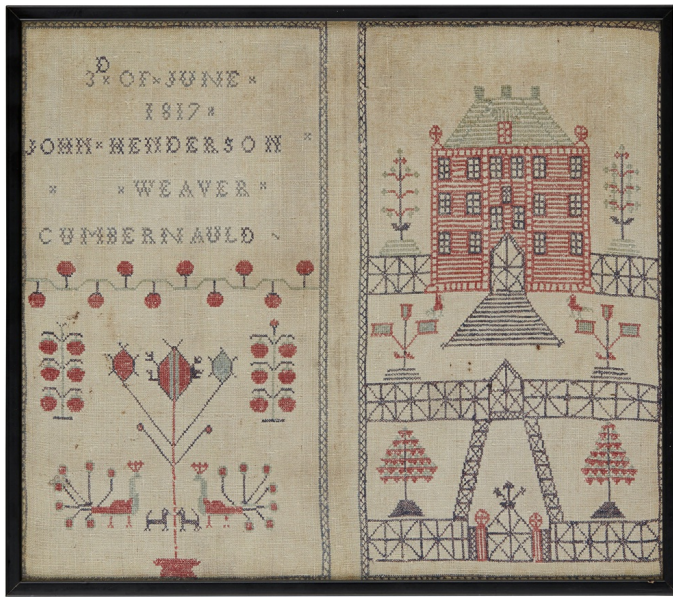 3D × OF × JUNE ×
1817 ×
JOHN × HENDERSON ×
× × WEAVER ×
CUMBERNAULD ~